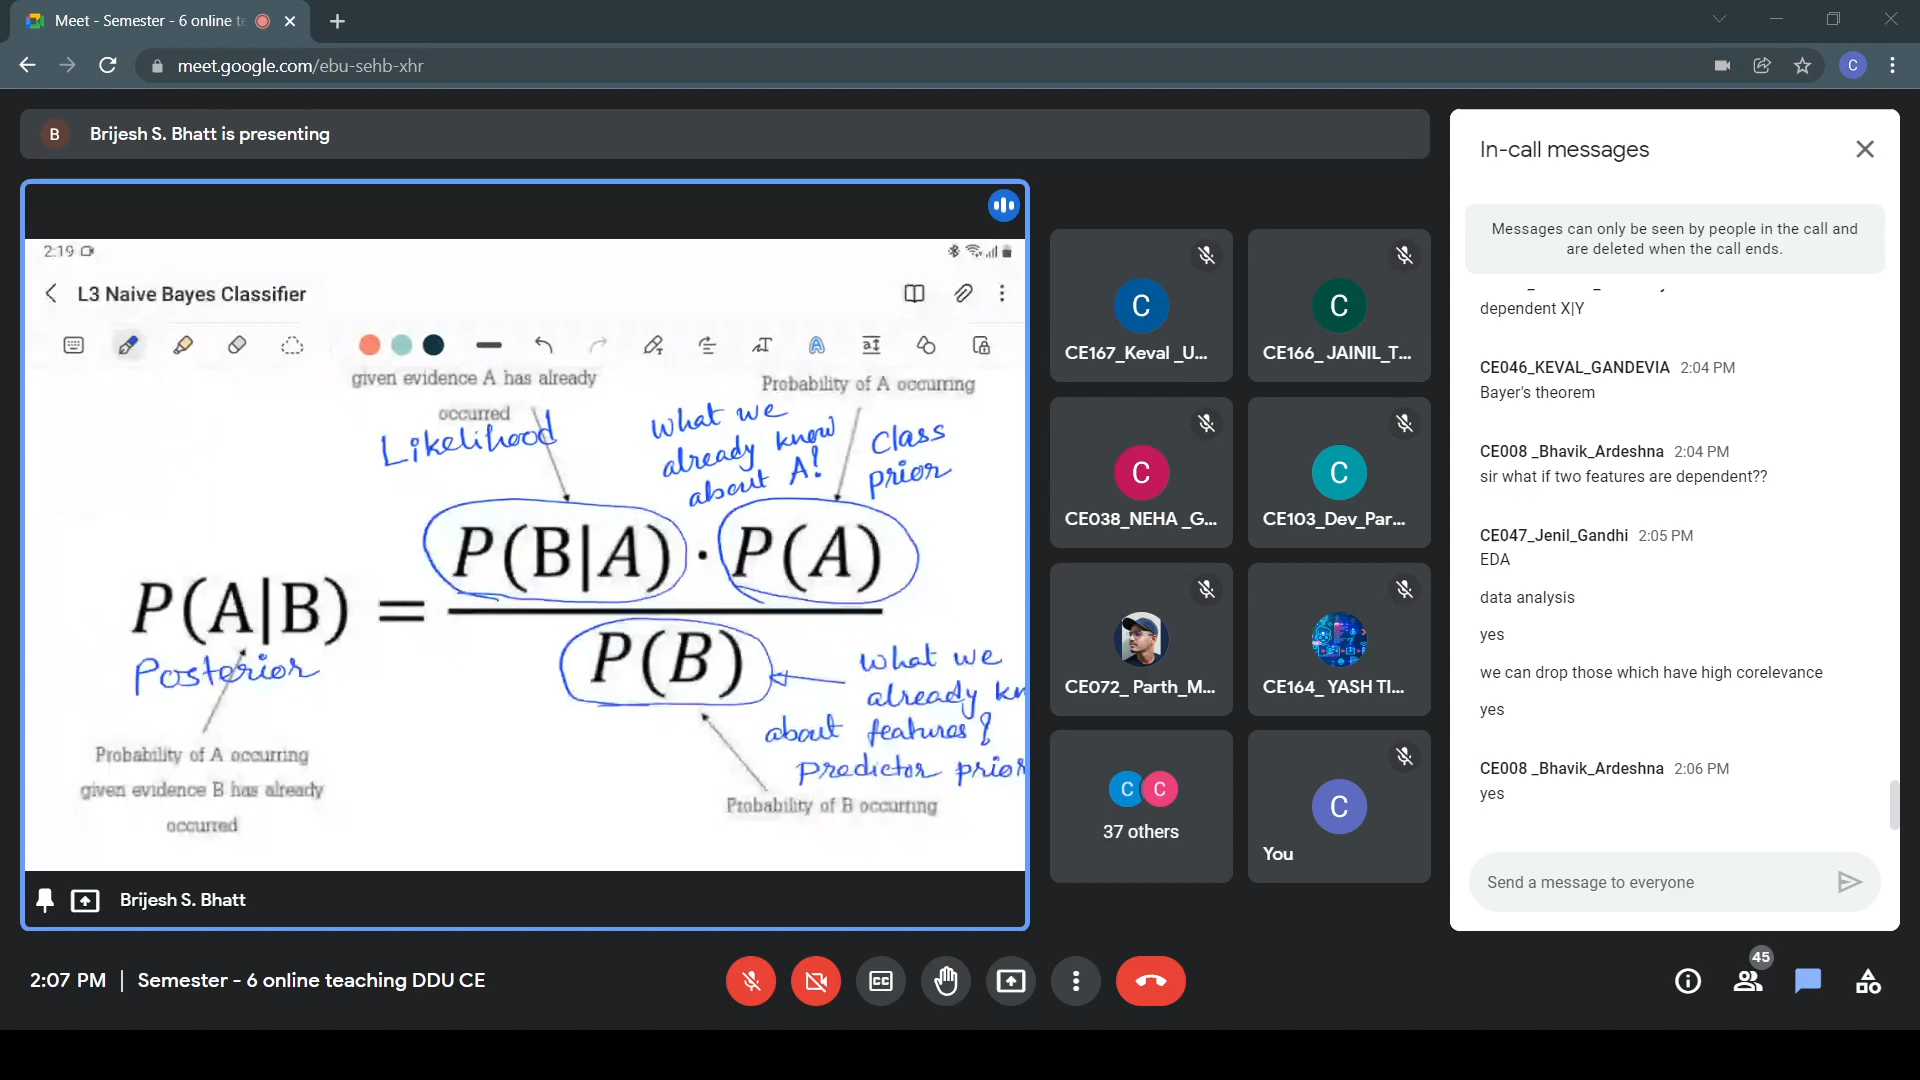 Meet - Semester - 6 online te
meet.google.com/ebu-sehb-xhr
C
B
Brijesh S. Bhatt is presenting
2:19
L3 Naive Bayes Classifier
given evidence A has already
occurred
Probability of A occurring
Likelihood
What we
already know
about A!
Class
prior
P(A|B) = P(B|A) · P(A)
P(B)
Posterior
What we
already kn
about features!
Predictor prior
Probability of A occurring
given evidence B has already
occurred
Probability of B occurring
Brijesh S. Bhatt
C
CE167_Keval _U...
C
CE166_ JAINIL_T...
C
CE038_NEHA _G...
C
CE103_Dev_Par...
CE072_ Parth_M...
CE164_ YASH TI...
C C
37 others
C
You
In-call messages
Messages can only be seen by people in the call and
are deleted when the call ends.
dependent X|Y
CE046_KEVAL_GANDEVIA 2:04 PM
Bayer's theorem
CE008 _Bhavik_Ardeshna 2:04 PM
sir what if two features are dependent??
CE047_Jenil_Gandhi 2:05 PM
EDA
data analysis
yes
we can drop those which have high corelevance
yes
CE008 _Bhavik_Ardeshna 2:06 PM
yes
Send a message to everyone
2:07 PM | Semester - 6 online teaching DDU CE
45